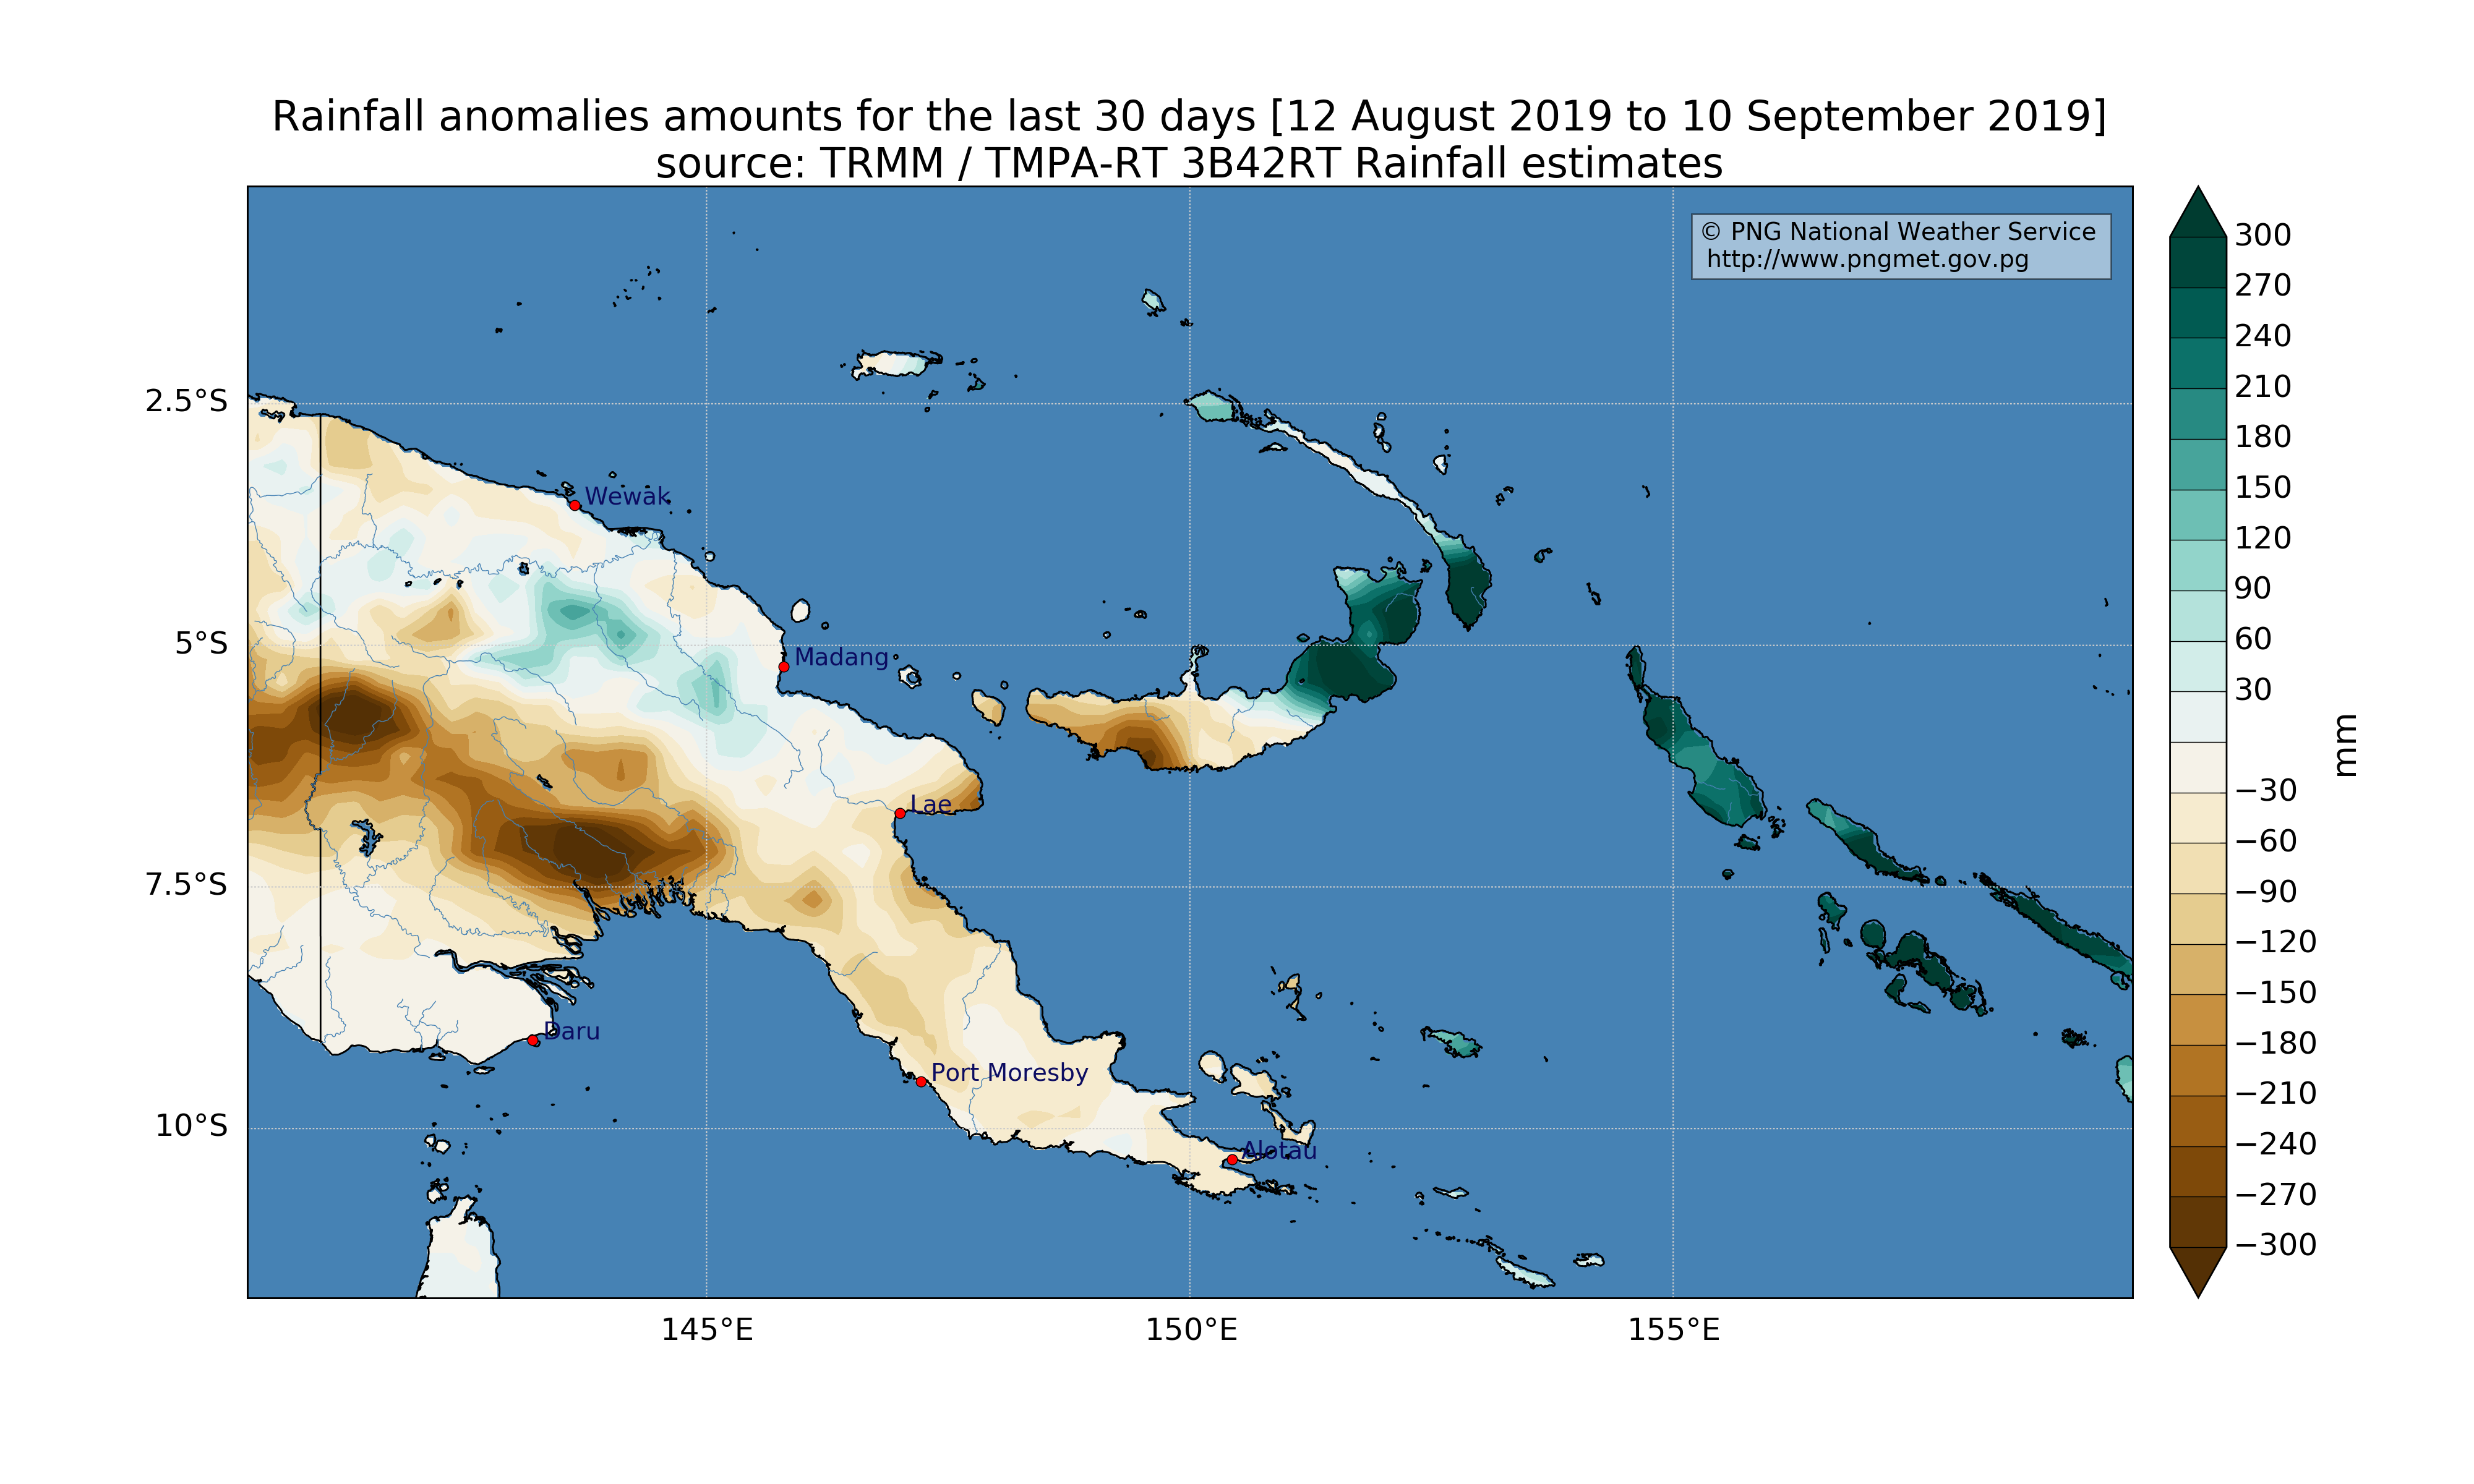 Rainfall anomalies amounts for the last 30 days [12 August 2019 to 10 September 2019]
source: TRMM / TMPA-RT 3B42RT Rainfall estimates
© PNG National Weather Service
http://www.pngmet.gov.pg
2.5°S
5°S
7.5°S
10°S
Wewak
Madang
Lae
Daru
Port Moresby
Alotau
145°E
150°E
155°E
300
270
240
210
180
150
120
90
60
30
−30
−60
−90
−120
−150
−180
−210
−240
−270
−300
mm